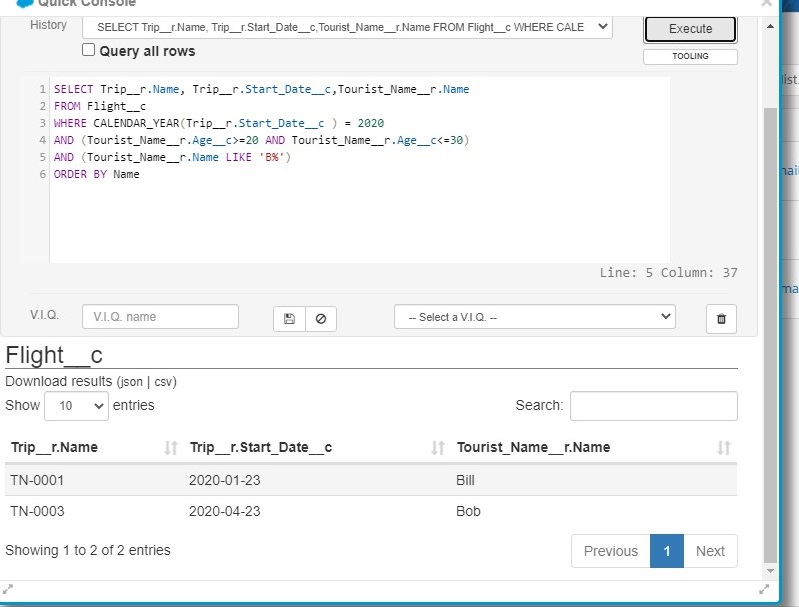 Quick Console
History
SELECT Trip__r.Name, Trip__r.Start_Date__c,Tourist_Name__r.Name FROM Flight__c WHERE CALE
Execute
Query all rows
TOOLING
1 SELECT Trip__r.Name, Trip__r.Start_Date__c,Tourist_Name__r.Name
2 FROM Flight__c
3 WHERE CALENDAR_YEAR(Trip__r.Start_Date__c ) = 2020
4 AND (Tourist_Name__r.Age__c>=20 AND Tourist_Name__r.Age__c<=30)
5 AND (Tourist_Name__r.Name LIKE 'B%')
6 ORDER BY Name
Line: 5 Column: 37
V.I.Q. V.I.Q. name -- Select a V.I.Q. --
Flight__c
Download results (json | csv)
Show 10 entries Search:
Trip__r.Name Trip__r.Start_Date__c Tourist_Name__r.Name
TN-0001 2020-01-23 Bill
TN-0003 2020-04-23 Bob
Showing 1 to 2 of 2 entries Previous 1 Next